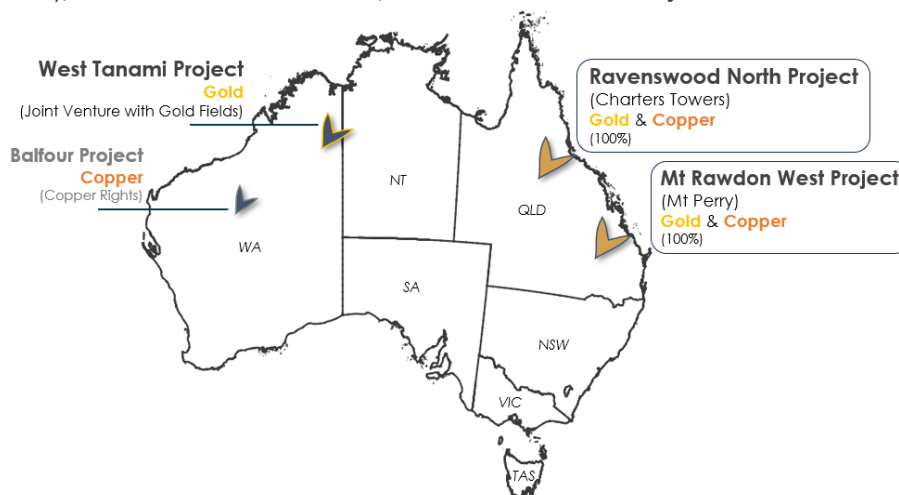 West Tanami Project
Gold
(Joint Venture with Gold Fields)
Balfour Project
Copper
(Copper Rights)
Ravenswood North Project
(Charters Towers)
Gold & Copper
(100%)
Mt Rawdon West Project
(Mt Perry)
Gold & Copper
(100%)
NT
QLD
WA
SA
NSW
VIC
TAS